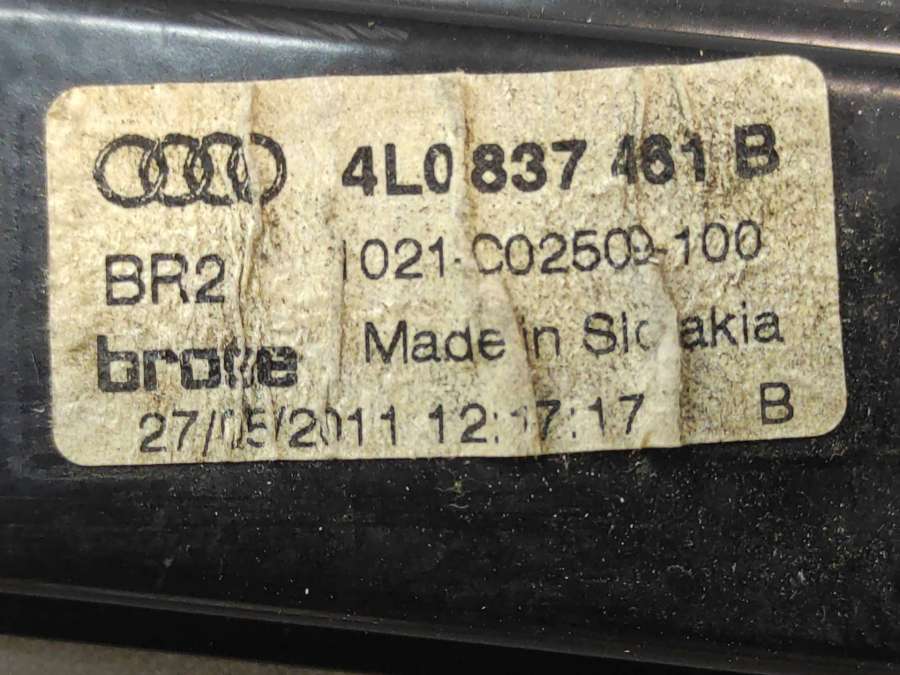 4L0 837 461 B
BR2
1021-C02509-100
brose
Made in Slovakia
27/05/2011 12:17:17 B